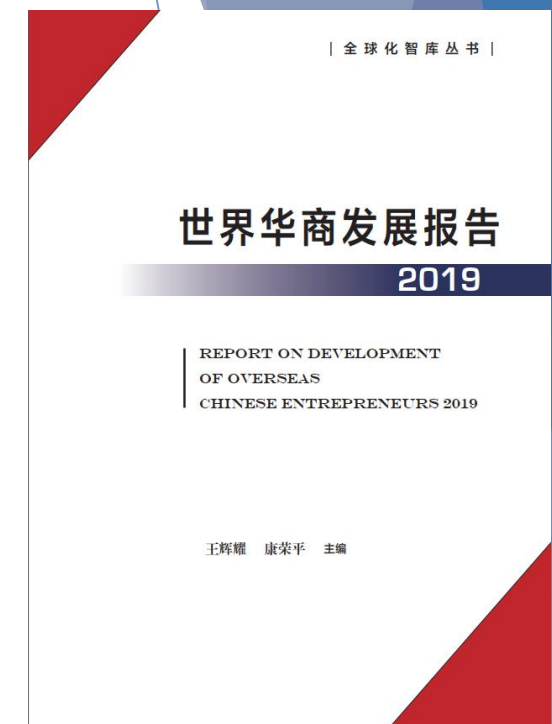 | 全球化智库丛书 |
世界华商发展报告
2019
REPORT ON DEVELOPMENT
OF OVERSEAS
CHINESE ENTREPRENEURS 2019
王辉耀 康荣平 主编